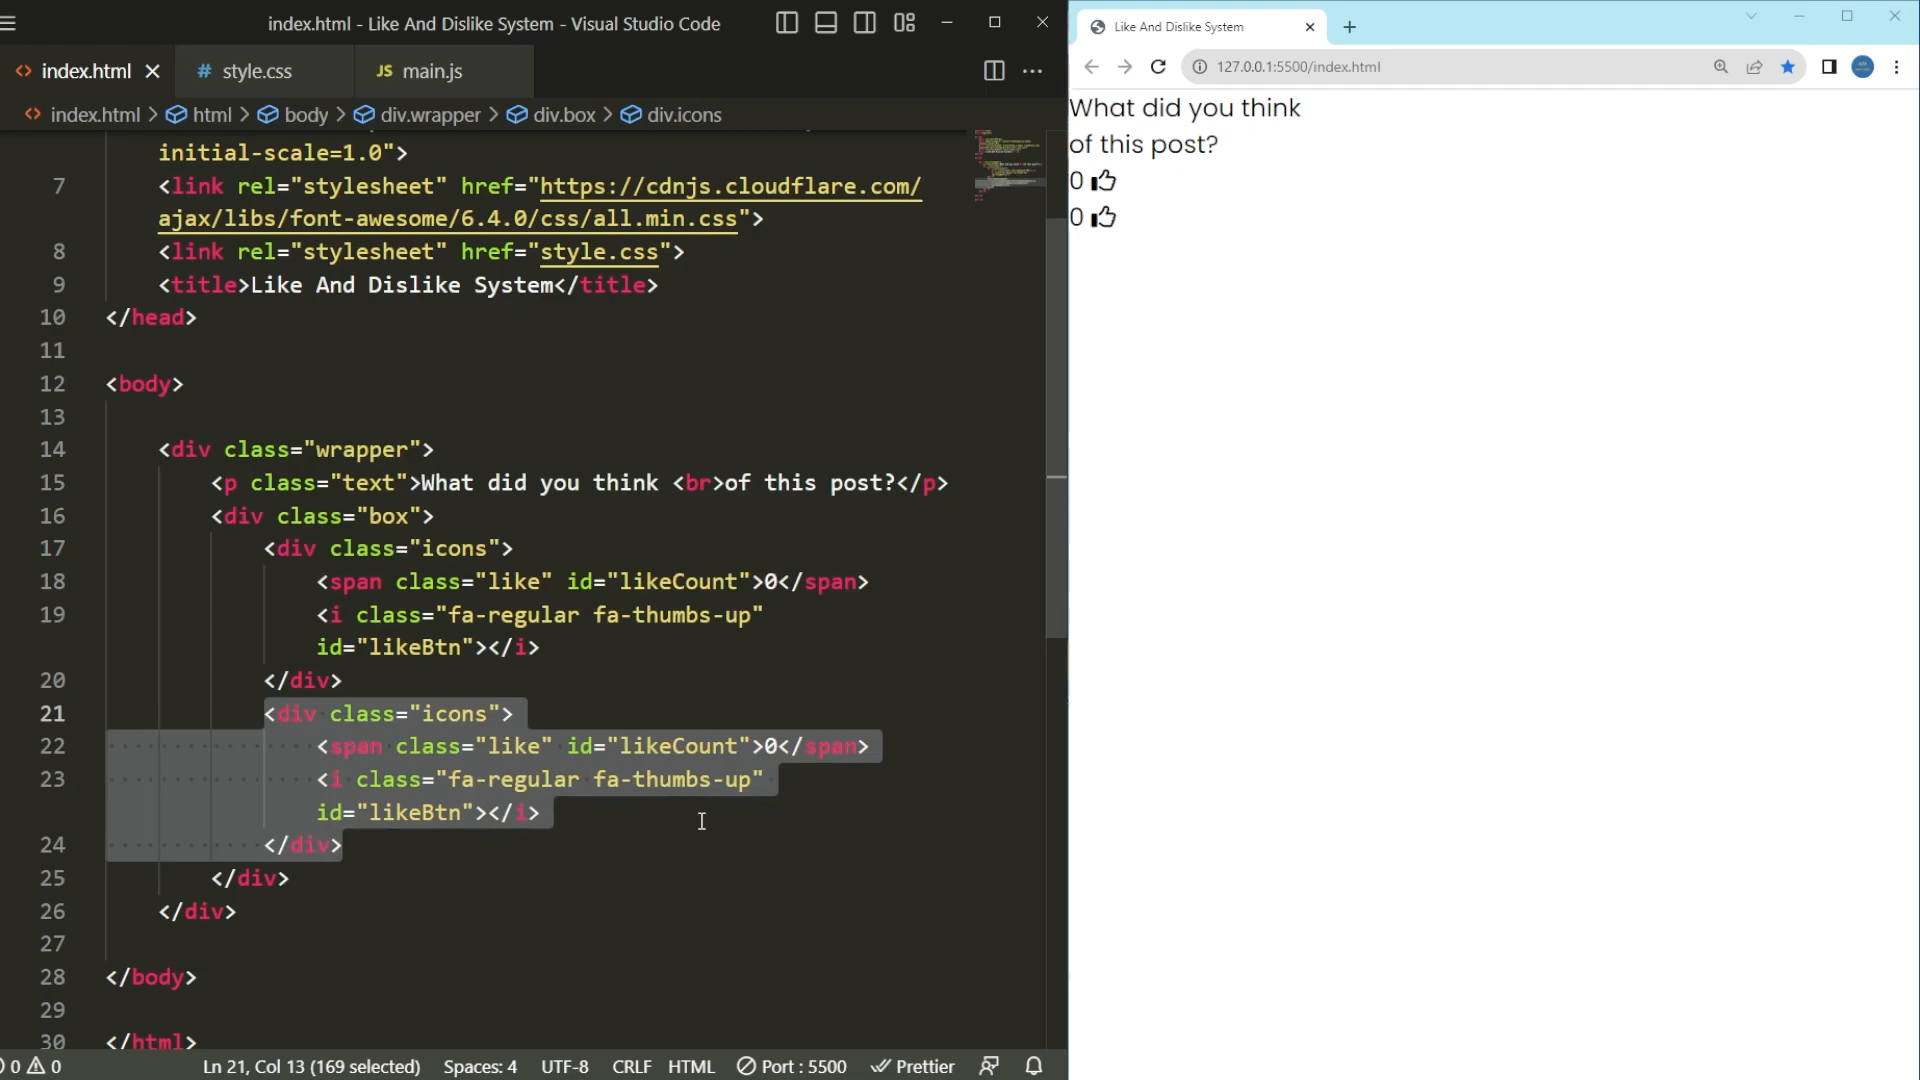 index.html - Like And Dislike System - Visual Studio Code
index.html
# style.css
JS main.js
index.html > html > body > div.wrapper > div.box > div.icons
initial-scale=1.0">
7 <link rel="stylesheet" href="https://cdnjs.cloudflare.com/
ajax/libs/font-awesome/6.4.0/css/all.min.css">
8 <link rel="stylesheet" href="style.css">
9 <title>Like And Dislike System</title>
10 </head>
11
12 <body>
13
14 <div class="wrapper">
15 <p class="text">What did you think <br>of this post?</p>
16 <div class="box">
17 <div class="icons">
18 <span class="like" id="likeCount">0</span>
19 <i class="fa-regular fa-thumbs-up"
id="likeBtn"></i>
20 </div>
21 <div class="icons">
22 <span class="like" id="likeCount">0</span>
23 <i class="fa-regular fa-thumbs-up"
id="likeBtn"></i>
24 </div>
25 </div>
26 </div>
27
28 </body>
29
30 </html>
0 0 Ln 21, Col 13 (169 selected) Spaces: 4 UTF-8 CRLF HTML Port : 5500 Prettier
Like And Dislike System
127.0.0.1:5500/index.html
What did you think
of this post?
0
0